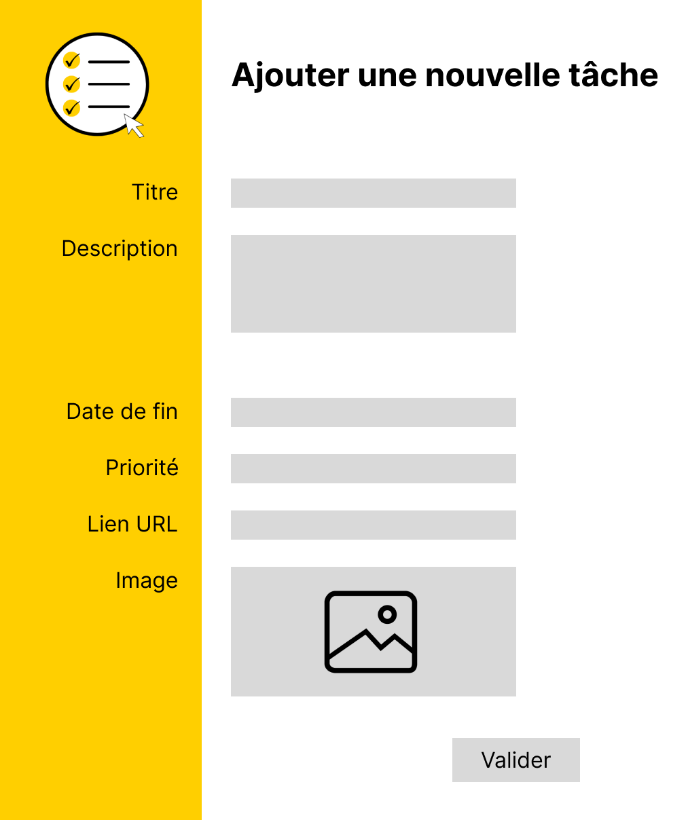 Ajouter une nouvelle tâche
Titre
Description
Date de fin
Priorité
Lien URL
Image
Valider